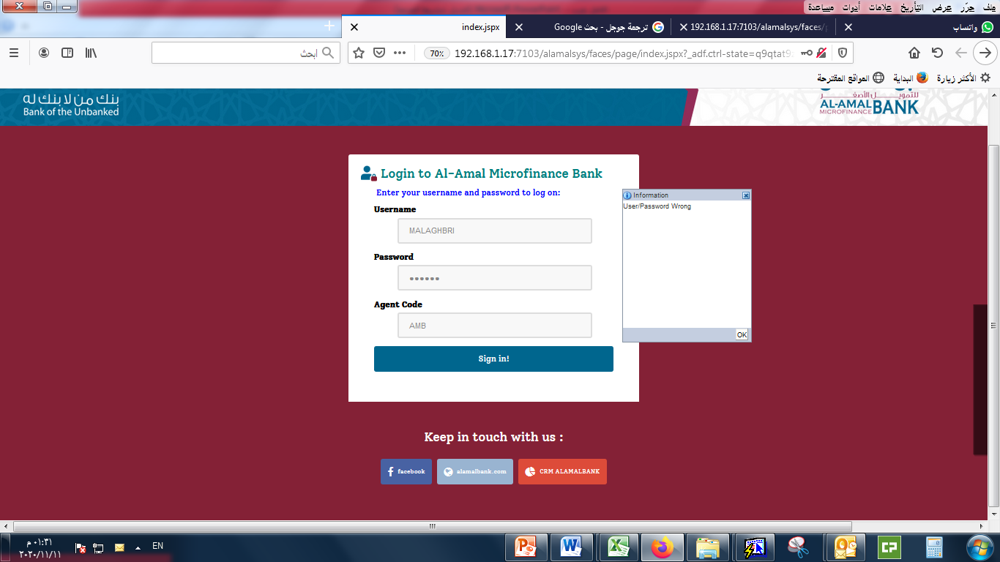 ملف حرّر عرض التأريخ علامات أدوات مساعدة
index.jspx
ترجمة جوجل - بحث Google
192.168.1.17:7103/alamalsys/faces/
واتساب
ابحث
70%
192.168.1.17:7103/alamalsys/faces/page/index.jspx?_adf.ctrl-state=q9qtat9
الأكثر زيارة
البداية
المواقع المقترحة
بنك من لا بنك له
Bank of the Unbanked
للتمويل الأصغر
AL-AMAL
MICROFINANCE
BANK
Login to Al-Amal Microfinance Bank
Enter your username and password to log on:
Username
MALAGHBRI
Password
••••••
Agent Code
AMB
Sign in!
Information
User/Password Wrong
OK
Keep in touch with us :
facebook
alamalbank.com
CRM ALAMALBANK
EN
٠١:٣١ م
٢٠٢٠/١١/١١